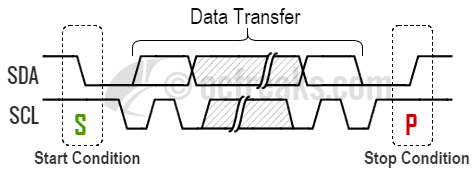 Data Transfer
SDA
SCL
S
P
Start Condition
Stop Condition